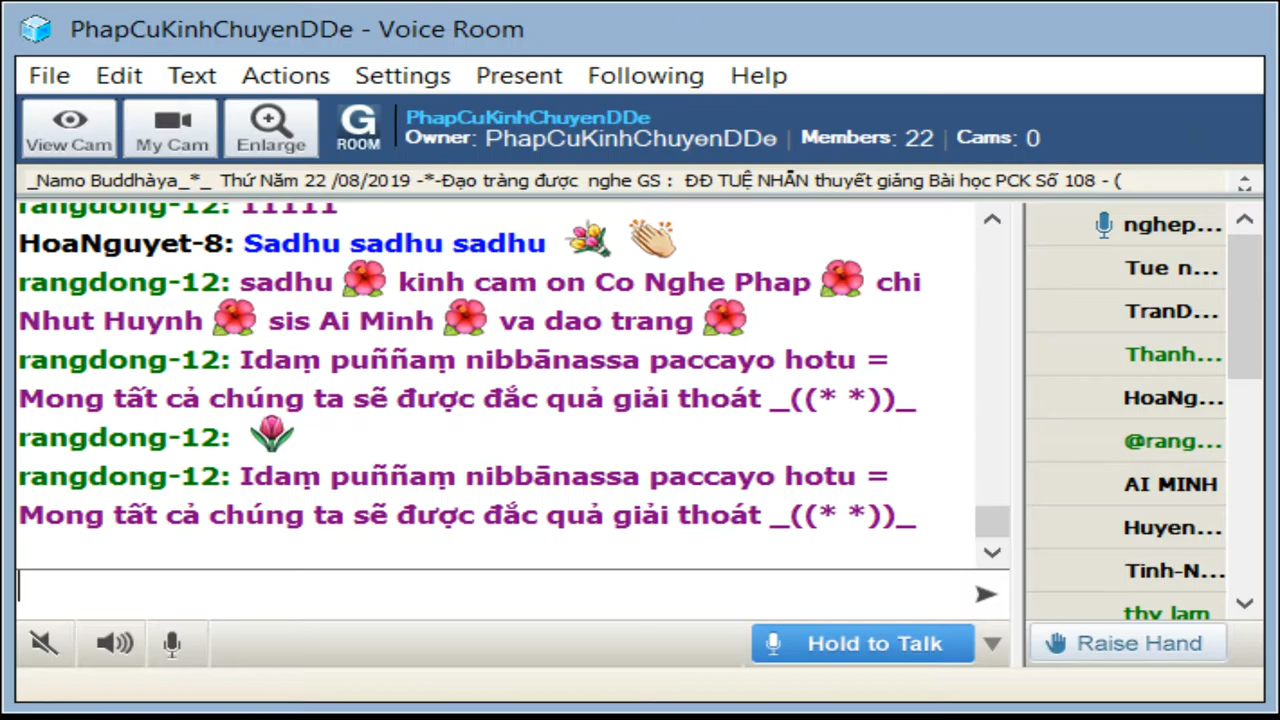 PhapCuKinhChuyenDDe - Voice Room
File Edit Text Actions Settings Present Following Help
View Cam My Cam Enlarge G ROOM
PhapCuKinhChuyenDDe
Owner: PhapCuKinhChuyenDDe | Members: 22 | Cams: 0
_Namo Buddhàya_*_ Thứ Năm 22 /08/2019 -*-Đạo tràng được nghe GS : ĐĐ TUỆ NHẪN thuyết giảng Bài học PCK Số 108 - (
rangdong-12: 11111
HoaNguyet-8: Sadhu sadhu sadhu
rangdong-12: sadhu kinh cam on Co Nghe Phap chi
Nhut Huynh sis Ai Minh va dao trang
rangdong-12: Idaṃ puññaṃ nibbānassa paccayo hotu =
Mong tất cả chúng ta sẽ được đắc quả giải thoát _((* *))_
rangdong-12:
rangdong-12: Idaṃ puññaṃ nibbānassa paccayo hotu =
Mong tất cả chúng ta sẽ được đắc quả giải thoát _((* *))_
nghep...
Tue n...
TranD...
Thanh...
HoaNg...
@rang...
AI MINH
Huyen...
Tinh-N...
thy lam
Hold to Talk
Raise Hand